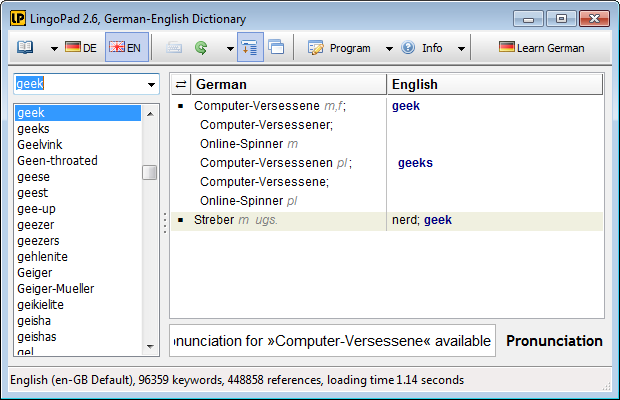 LP LingoPad 2.6, German-English Dictionary
DE EN Program Info Learn German
geek
geek
geeks
Geelvink
Geen-throated
geese
geest
gee-up
geezer
geezers
gehlenite
Geiger
Geiger-Mueller
geikielite
geisha
geishas
gel
German English
Computer-Versessene m,f; geek
Computer-Versessener;
Online-Spinner m
Computer-Versessenen pl; geeks
Computer-Versessene;
Online-Spinner pl
Streber m ugs. nerd; geek
onunciation for »Computer-Versessene« available Pronunciation
English (en-GB Default), 96359 keywords, 448858 references, loading time 1.14 seconds